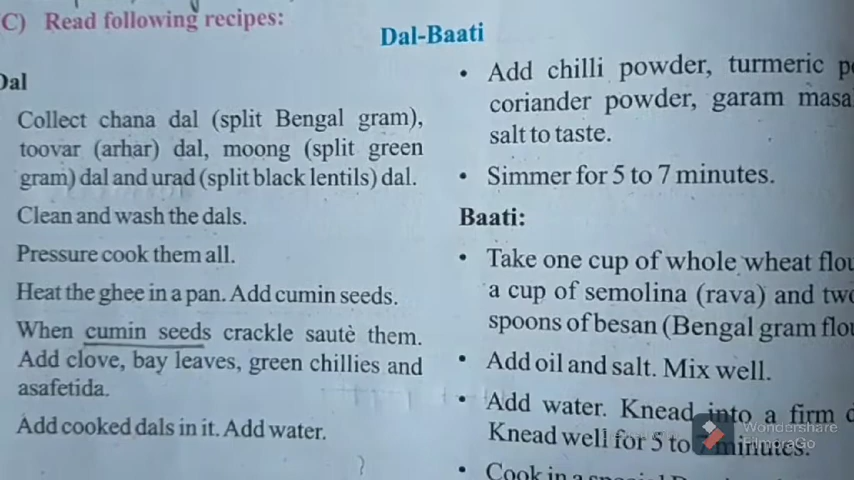 C) Read following recipes:
Dal-Baati
Dal
Collect chana dal (split Bengal gram),
toovar (arhar) dal, moong (split green
gram) dal and urad (split black lentils) dal.
Clean and wash the dals.
Pressure cook them all.
Heat the ghee in a pan. Add cumin seeds.
When cumin seeds crackle sautè them.
Add clove, bay leaves, green chillies and
asafetida.
Add cooked dals in it. Add water.
• Add chilli powder, turmeric
coriander powder, garam
salt to taste.
• Simmer for 5 to 7 minutes.
Baati:
• Take one cup of whole wheat
a cup of semolina (rava) and
spoons of besan (Bengal gram
• Add oil and salt. Mix well.
• Add water. Knead into a firm
Knead well for 5 to 7 minutes.
• Cook in a special
Wondershare
FilmoraGo